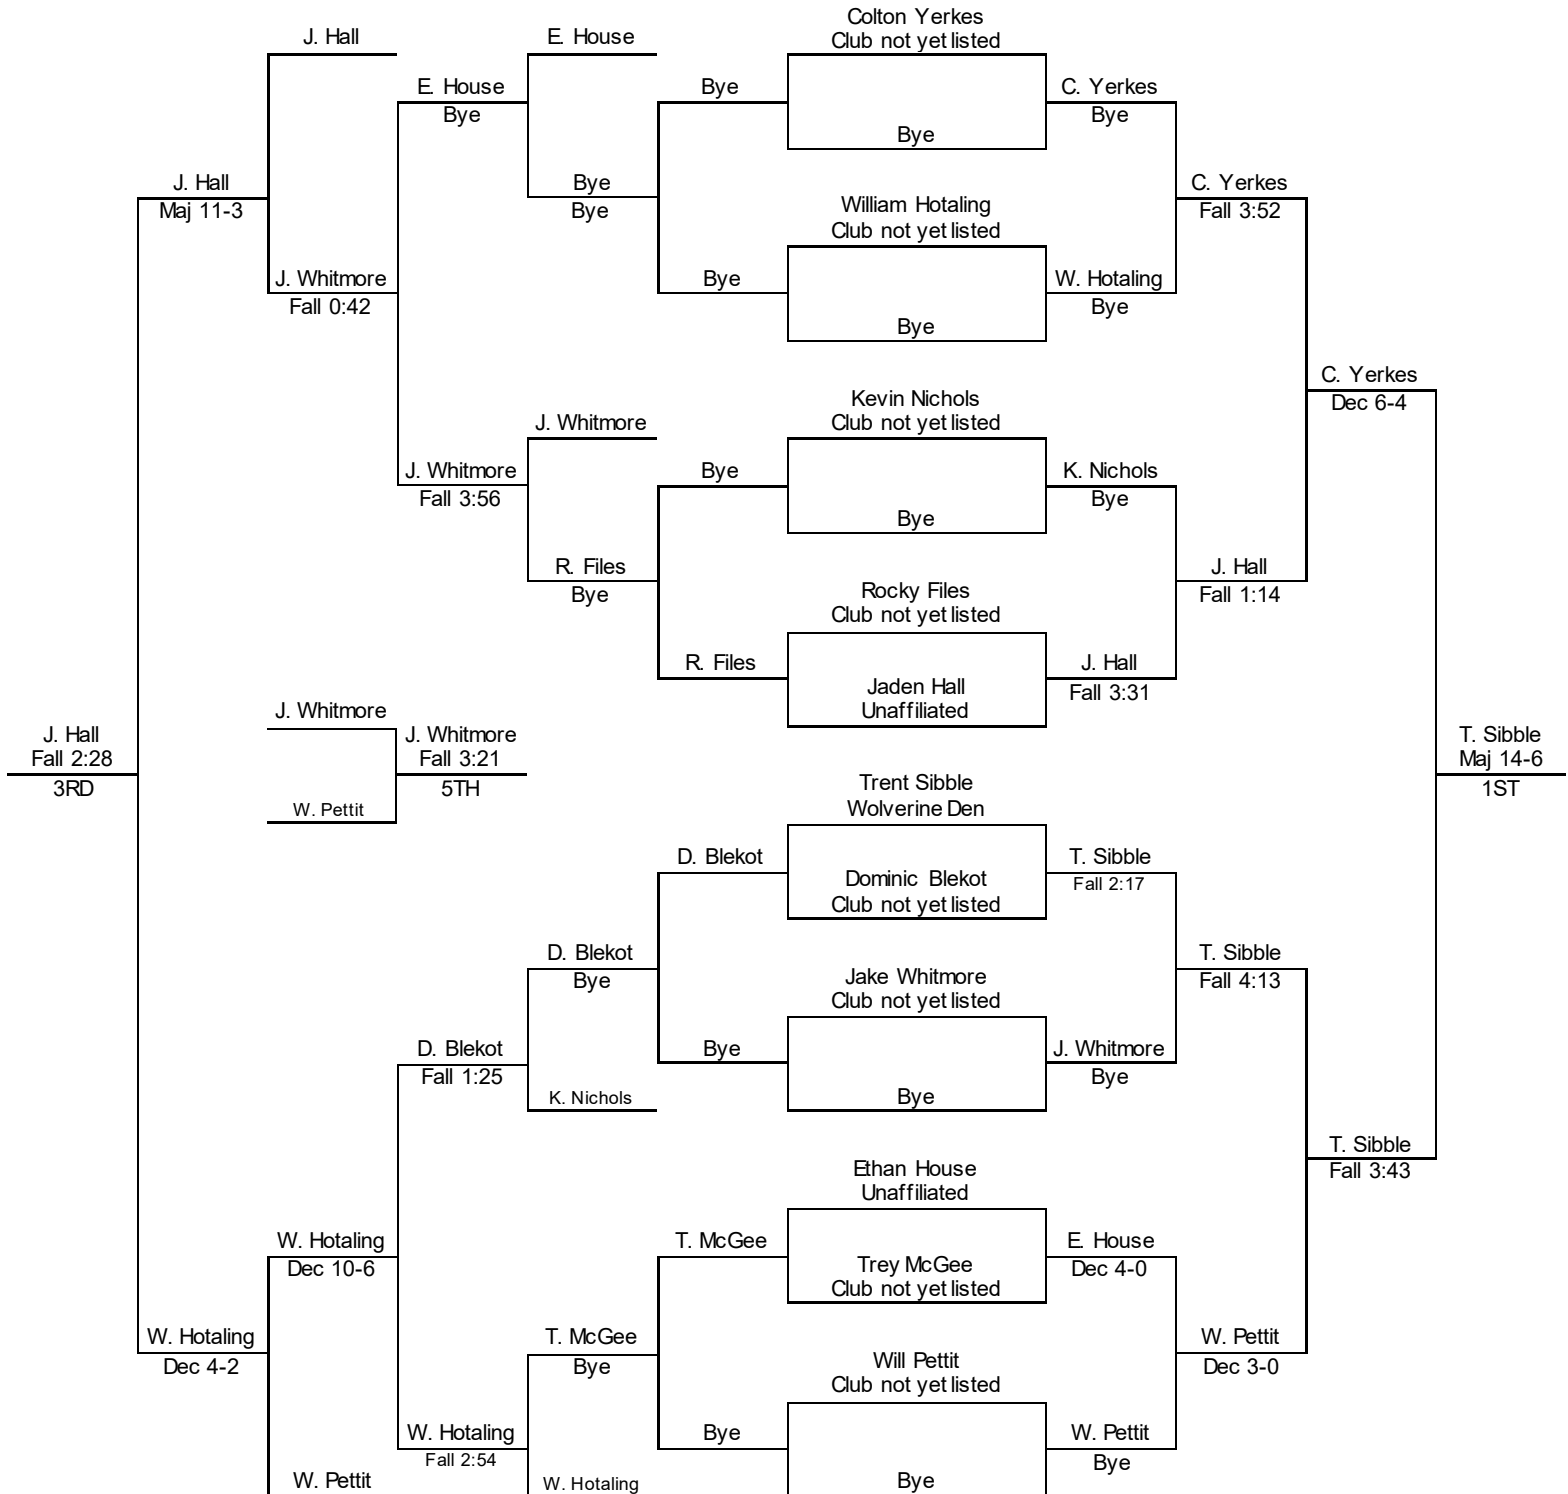 Colton Yerkes
J. Hall
E. House
Club not yet listed
E. House
Bye
C. Yerkes
Bye
Bye
Bye
J. Hall
Bye
C. Yerkes
Maj 11-3
Bye
William Hotaling
Fall 3:52
Club not yet listed
J. Whitmore
Bye
W. Hotaling
Fall 0:42
Bye
Bye
C. Yerkes
Kevin Nichols
Dec 6-4
J. Whitmore
Club not yet listed
J. Whitmore
Bye
K. Nichols
Fall 3:56
Bye
Bye
R. Files
J. Hall
Bye
Rocky Files
Fall 1:14
Club not yet listed
R. Files
J. Hall
Jaden Hall
Fall 3:31
J. Whitmore
Unaffiliated
J. Hall
J. Whitmore
T. Sibble
Fall 2:28
Fall 3:21
Maj 14-6
3RD
5TH
Trent Sibble
1ST
W. Pettit
Wolverine Den
D. Blekot
T. Sibble
Dominic Blekot
Fall 2:17
Club not yet listed
D. Blekot
T. Sibble
Bye
Jake Whitmore
Fall 4:13
Club not yet listed
D. Blekot
Bye
J. Whitmore
Fall 1:25
Bye
K. Nichols
Bye
T. Sibble
Ethan House
Fall 3:43
Unaffiliated
W. Hotaling
T. McGee
E. House
Dec 10-6
Trey McGee
Dec 4-0
Club not yet listed
W. Hotaling
T. McGee
W. Pettit
Dec 4-2
Bye
Will Pettit
Dec 3-0
Club not yet listed
W. Hotaling
Bye
W. Pettit
Fall 2:54
Bye
W. Pettit
W. Hotaling
Bye